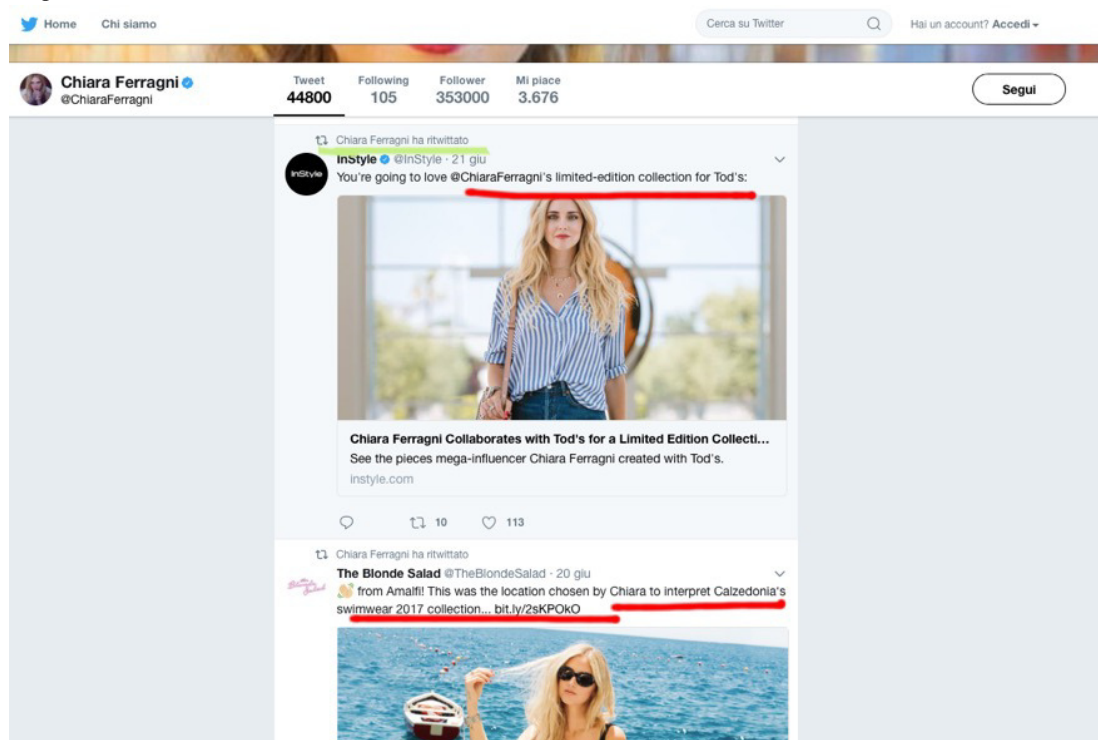 Home Chi siamo Cerca su Twitter Hai un account? Accedi
Chiara Ferragni
@ChiaraFerragni
Tweet Following Follower Mi piace
44800 105 353000 3.676
Segui
Chiara Ferragni ha ritwittato
InStyle
InStyle @InStyle · 21 giu
You're going to love @ChiaraFerragni's limited-edition collection for Tod's:
Chiara Ferragni Collaborates with Tod's for a Limited Edition Collecti...
See the pieces mega-influencer Chiara Ferragni created with Tod's.
instyle.com
10 113
Chiara Ferragni ha ritwittato
The Blonde Salad
The Blonde Salad @TheBlondeSalad · 20 giu
👏 from Amalfi! This was the location chosen by Chiara to interpret Calzedonia's
swimwear 2017 collection... bit.ly/2sKPOkO